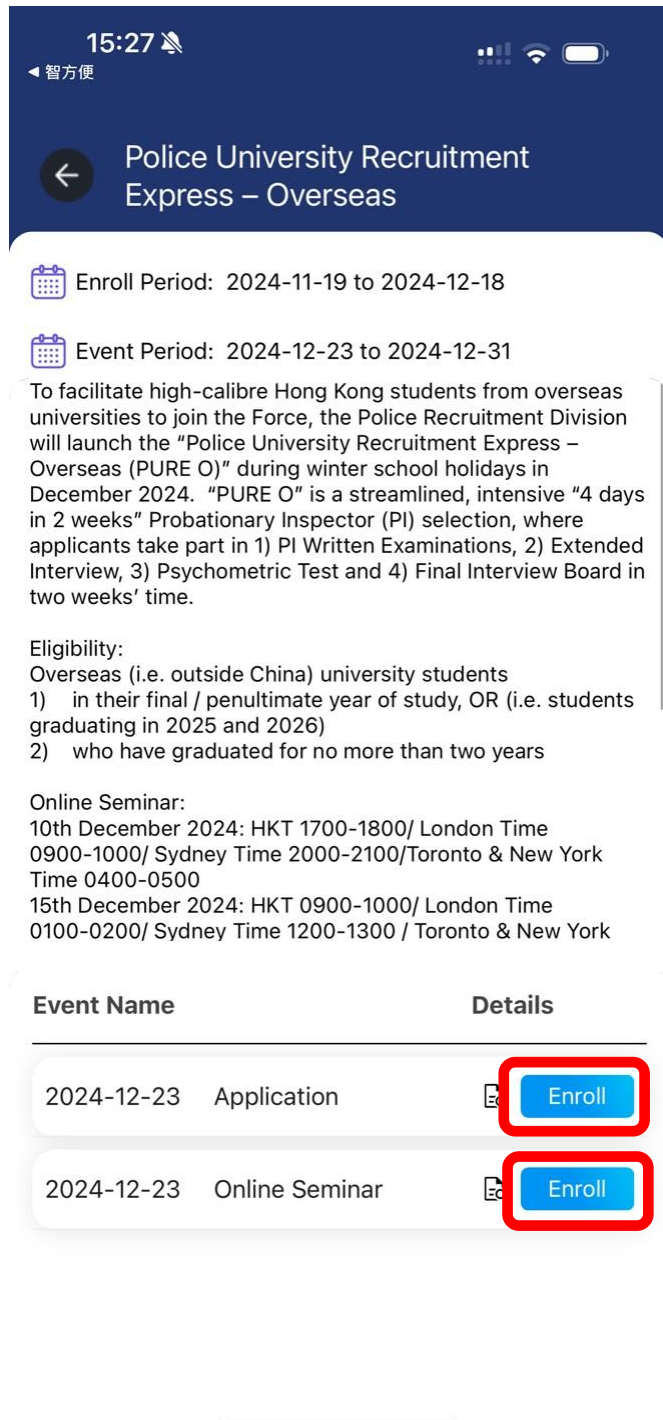 15:27
◀ 智方便
Police University Recruitment
Express – Overseas
Enroll Period: 2024-11-19 to 2024-12-18
Event Period: 2024-12-23 to 2024-12-31
To facilitate high-calibre Hong Kong students from overseas
universities to join the Force, the Police Recruitment Division
will launch the “Police University Recruitment Express –
Overseas (PURE O)” during winter school holidays in
December 2024. “PURE O” is a streamlined, intensive “4 days
in 2 weeks” Probationary Inspector (PI) selection, where
applicants take part in 1) PI Written Examinations, 2) Extended
Interview, 3) Psychometric Test and 4) Final Interview Board in
two weeks’ time.
Eligibility:
Overseas (i.e. outside China) university students
1) in their final / penultimate year of study, OR (i.e. students
graduating in 2025 and 2026)
2) who have graduated for no more than two years
Online Seminar:
10th December 2024: HKT 1700-1800/ London Time
0900-1000/ Sydney Time 2000-2100/Toronto & New York
Time 0400-0500
15th December 2024: HKT 0900-1000/ London Time
0100-0200/ Sydney Time 1200-1300 / Toronto & New York
Event Name Details
2024-12-23 Application Enroll
2024-12-23 Online Seminar Enroll